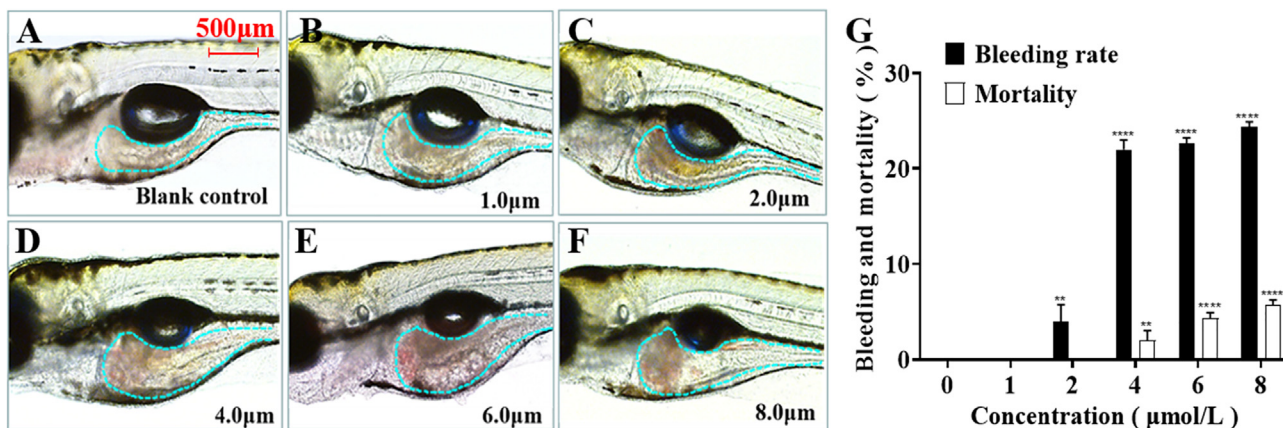 A
500μm
Blank control
B
1.0μm
C
2.0μm
D
4.0μm
E
6.0μm
F
8.0μm
G
Bleeding rate
Mortality
Bleeding and mortality ( % )
30
20
10
0
**
****
**
****
****
****
****
0 1 2 4 6 8
Concentration ( μmol/L )